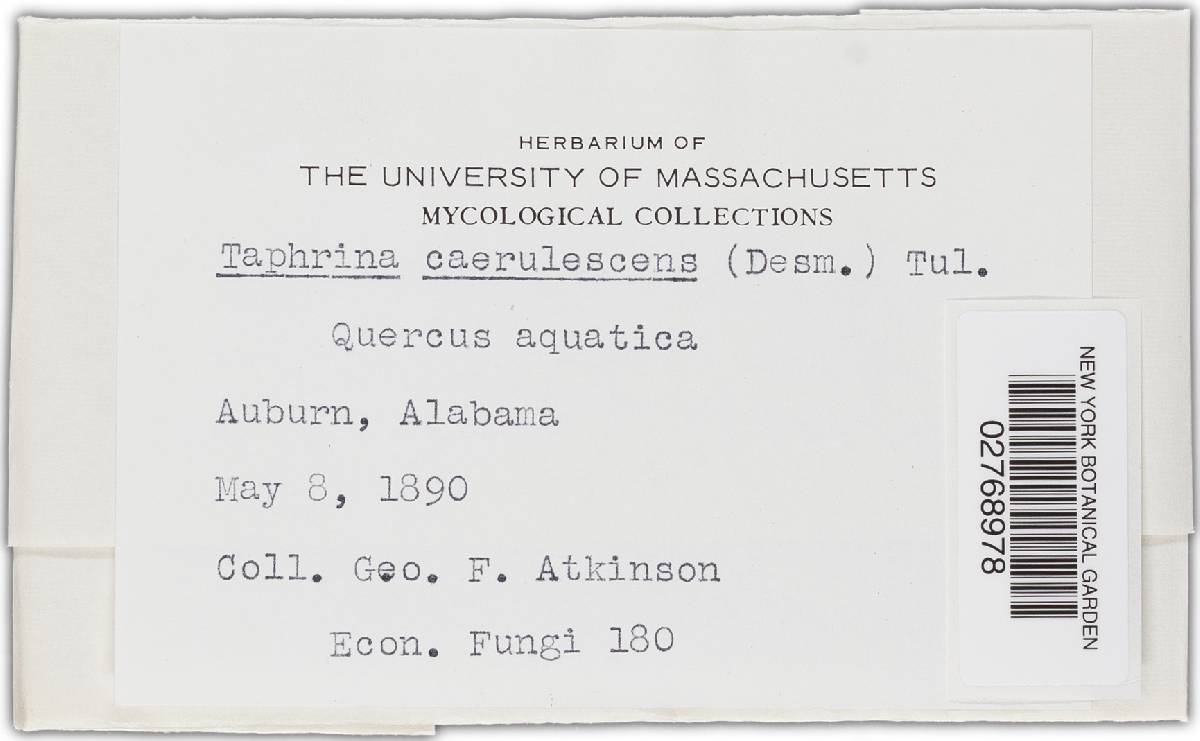 HERBARIUM OF
THE UNIVERSITY OF MASSACHUSETTS
MYCOLOGICAL COLLECTIONS
Taphrina caerulescens (Desm.) Tul.
Quercus aquatica
Auburn, Alabama
May 8, 1890
Coll. Geo. F. Atkinson
Econ. Fungi 180
NEW YORK BOTANICAL GARDEN
02768978